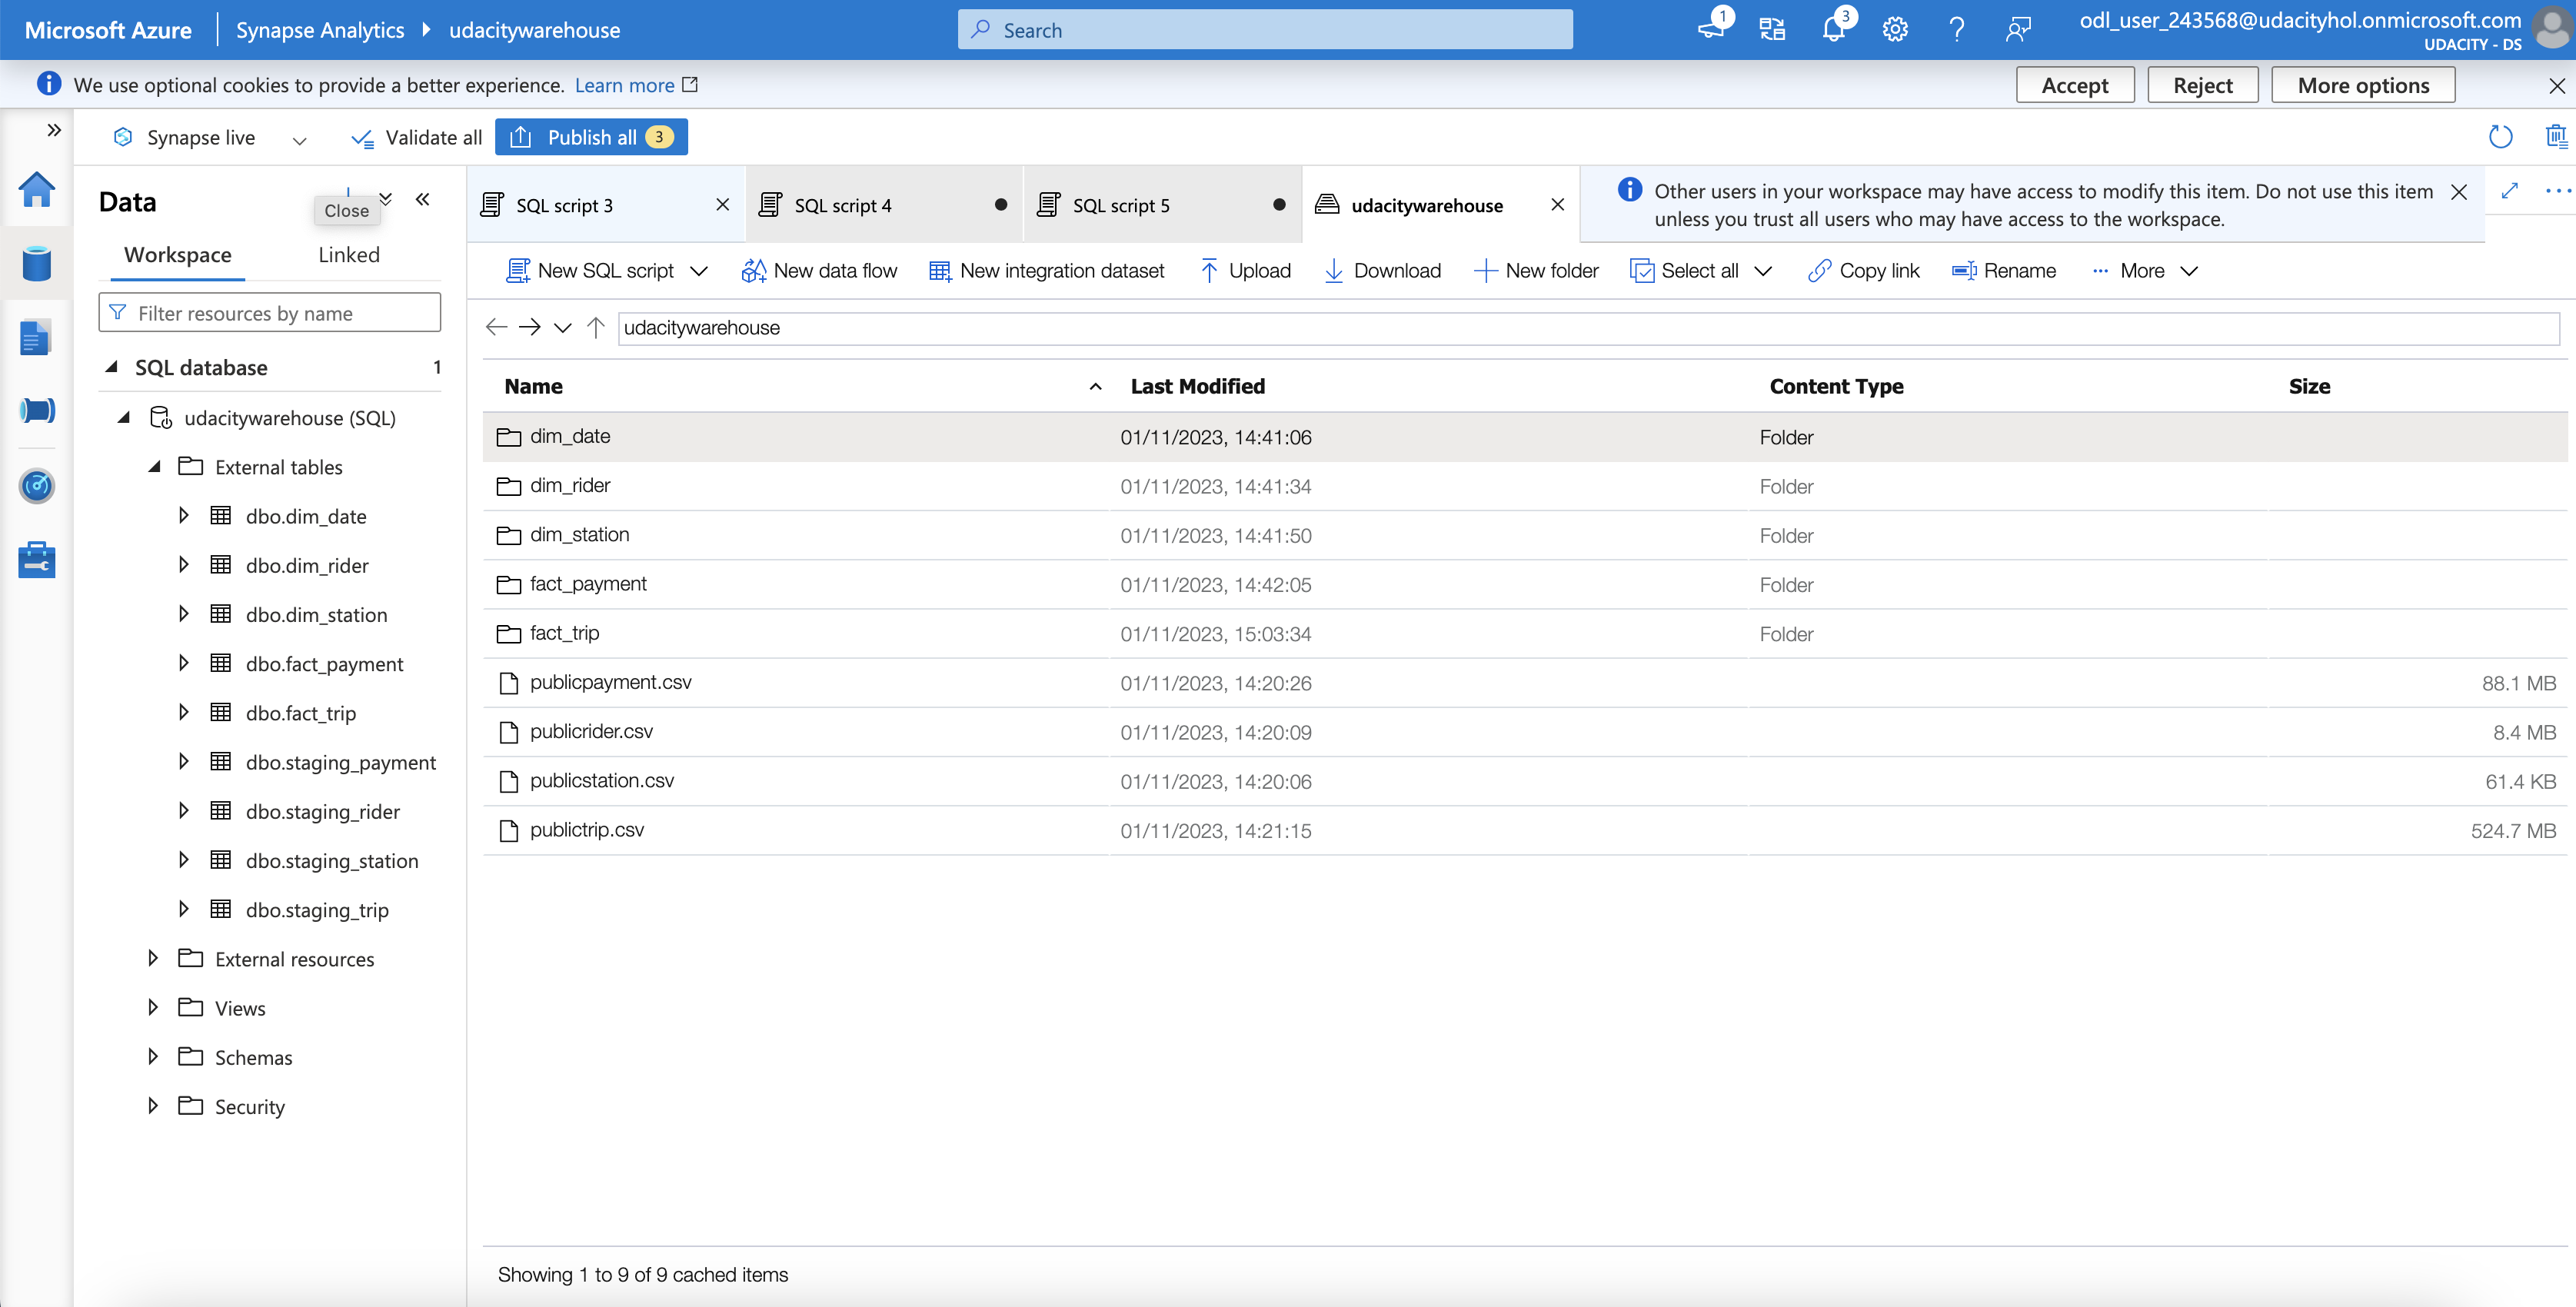 Microsoft Azure
Synapse Analytics
udacitywarehouse
Search
1
3
odl_user_243568@udacityhol.onmicrosoft.com
UDACITY - DS
We use optional cookies to provide a better experience. Learn more
Accept
Reject
More options
Synapse live
Validate all
Publish all 3
Data
Close
Workspace
Linked
Filter resources by name
SQL database 1
udacitywarehouse (SQL)
External tables
dbo.dim_date
dbo.dim_rider
dbo.dim_station
dbo.fact_payment
dbo.fact_trip
dbo.staging_payment
dbo.staging_rider
dbo.staging_station
dbo.staging_trip
External resources
Views
Schemas
Security
SQL script 3
SQL script 4
SQL script 5
udacitywarehouse
Other users in your workspace may have access to modify this item. Do not use this item
unless you trust all users who may have access to the workspace.
New SQL script
New data flow
New integration dataset
Upload
Download
New folder
Select all
Copy link
Rename
More
udacitywarehouse
Name Last Modified Content Type Size
dim_date 01/11/2023, 14:41:06 Folder
dim_rider 01/11/2023, 14:41:34 Folder
dim_station 01/11/2023, 14:41:50 Folder
fact_payment 01/11/2023, 14:42:05 Folder
fact_trip 01/11/2023, 15:03:34 Folder
publicpayment.csv 01/11/2023, 14:20:26 88.1 MB
publicrider.csv 01/11/2023, 14:20:09 8.4 MB
publicstation.csv 01/11/2023, 14:20:06 61.4 KB
publictrip.csv 01/11/2023, 14:21:15 524.7 MB
Showing 1 to 9 of 9 cached items